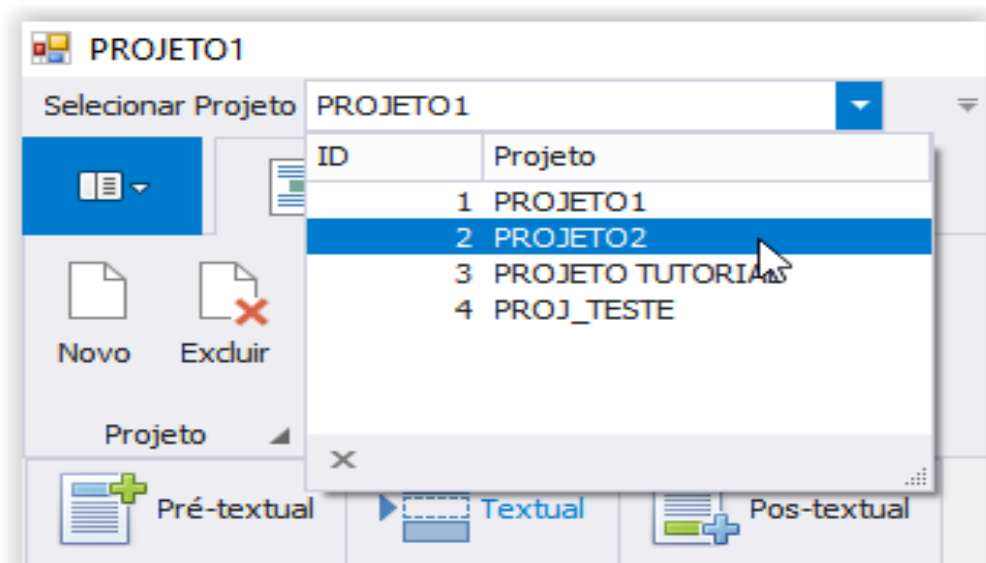 PROJETO1
Selecionar Projeto PROJETO1
ID Projeto
1 PROJETO1
2 PROJETO2
3 PROJETO TUTORIAL
4 PROJ_TESTE
Novo Excluir
Projeto
Pré-textual Textual Pos-textual